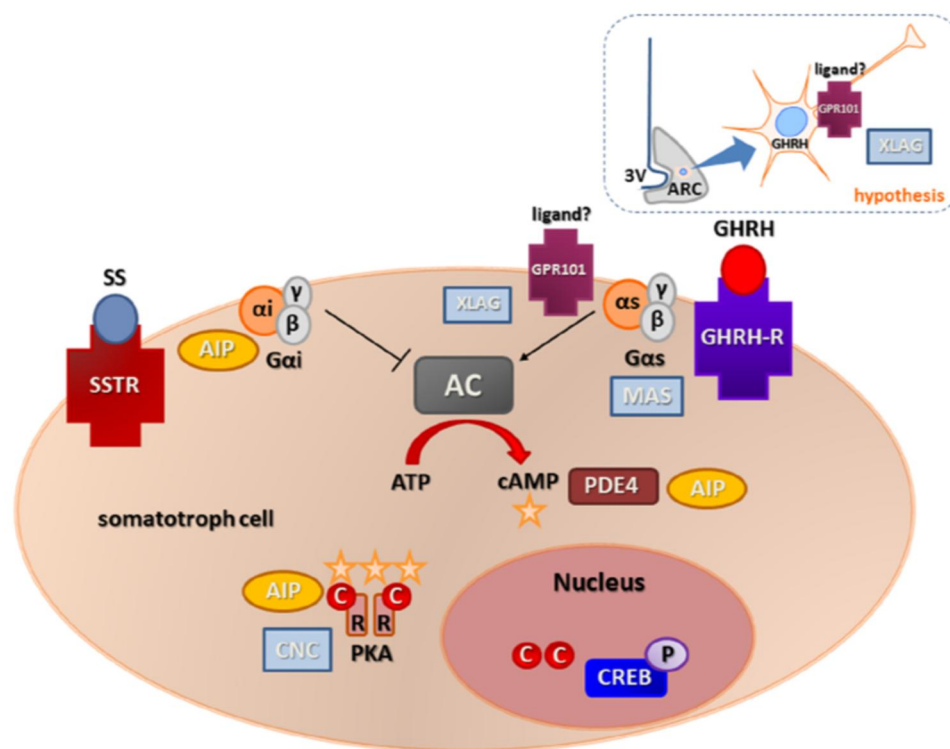 ligand?
GPR101
GHRH
XLAG
3V
ARC
hypothesis
ligand?
GHRH
GPR101
SS
αi
γ
β
XLAG
αs
γ
β
AIP
Gαi
Gαs
GHRH-R
SSTR
AC
MAS
ATP
cAMP
PDE4
AIP
somatotroph cell
AIP
C
C
R
R
CNC
PKA
Nucleus
C
C
P
CREB